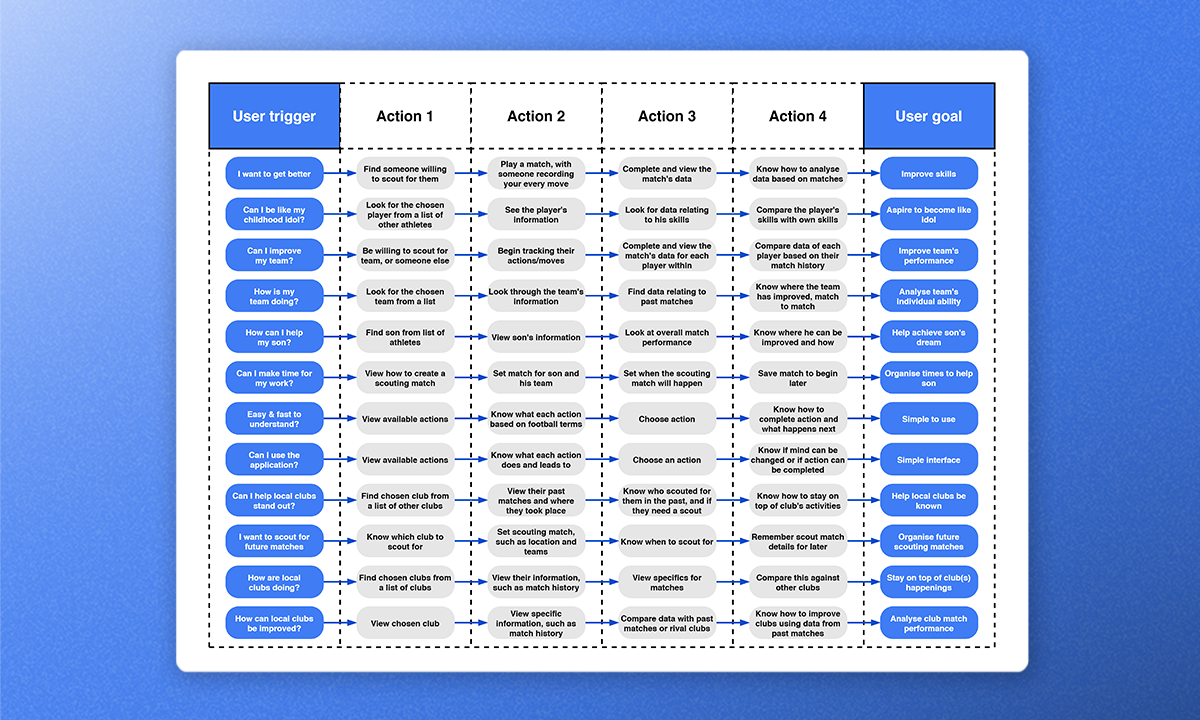 User trigger
Action 1
Action 2
Action 3
Action 4
User goal
I want to get better
Find someone willing
to scout for them
Play a match, with
someone recording
your every move
Complete and view the
match's data
Know how to analyse
data based on matches
Improve skills
Can I be like my
childhood idol?
Look for the chosen
player from a list of
other athletes
See the player's
information
Look for data relating
to his skills
Compare the player's
skills with own skills
Aspire to become like
idol
Can I improve
my team?
Be willing to scout for
team, or someone else
Begin tracking their
actions/moves
Complete and view the
match's data for each
player within
Compare data of each
player based on their
match history
Improve team's
performance
How is my
team doing?
Look for the chosen
team from a list
Look through the team's
information
Find data relating to
past matches
Know where the team
has improved, match
to match
Analyse team's
individual ability
How can I help
my son?
Find son from list of
athletes
View son's information
Look at overall match
performance
Know where he can be
improved and how
Help achieve son's
dream
Can I make time for
my work?
View how to create a
scouting match
Set match for son and
his team
Set when the scouting
match will happen
Save match to begin
later
Organise times to help
son
Easy & fast to
understand?
View available actions
Know what each action
based on football terms
Choose action
Know how to
complete action and
what happens next
Simple to use
Can I use the
application?
View available actions
Know what each action
does and leads to
Choose an action
Know if mind can be
changed or if action can
be completed
Simple interface
Can I help local clubs
stand out?
Find chosen club from
a list of other clubs
View their past
matches and where
they took place
Know who scouted for
them in the past, and if
they need a scout
Know how to stay on
top of club's activities
Help local clubs be
known
I want to scout for
future matches
Know which club to
scout for
Set scouting match,
such as location and
teams
Know when to scout for
Remember scout match
details for later
Organise future
scouting matches
How are local
clubs doing?
Find chosen clubs from
a list of clubs
View their information,
such as match history
View specifics for
matches
Compare this against
other clubs
Stay on top of club(s)
happenings
How can local clubs
be improved?
View chosen club
View specific
information, such as
match history
Compare data with past
matches or rival clubs
Know how to improve
clubs using data from
past matches
Analyse club match
performance